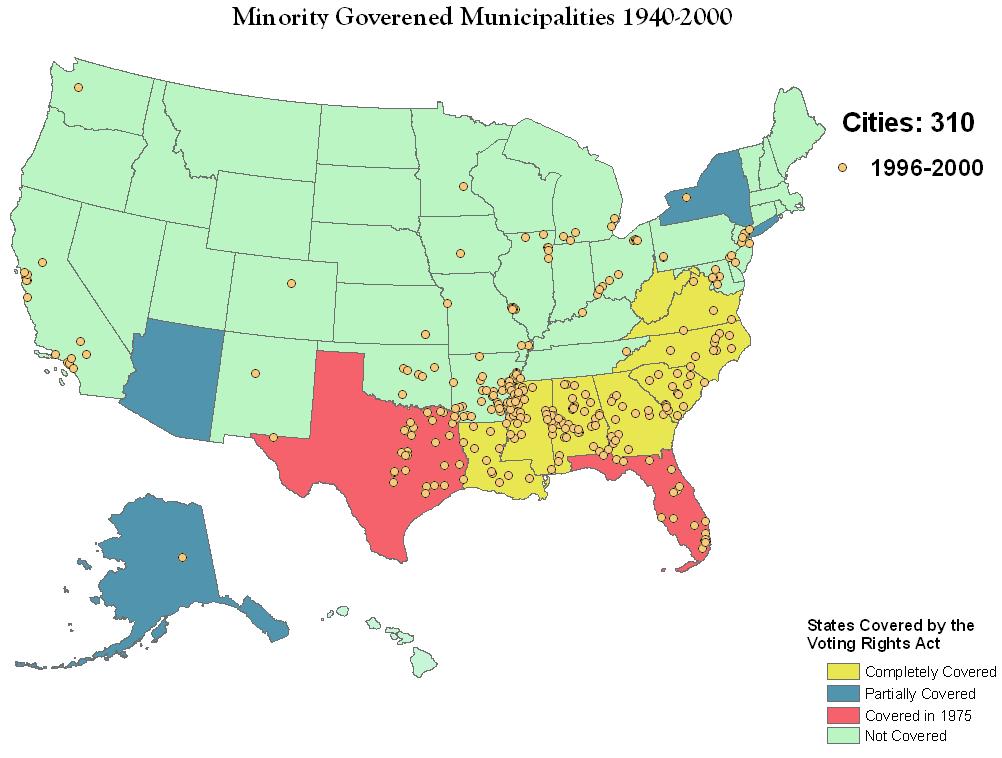 Minority Goverened Municipalities 1940-2000
Cities: 310
1996-2000
States Covered by the
Voting Rights Act
Completely Covered
Partially Covered
Covered in 1975
Not Covered